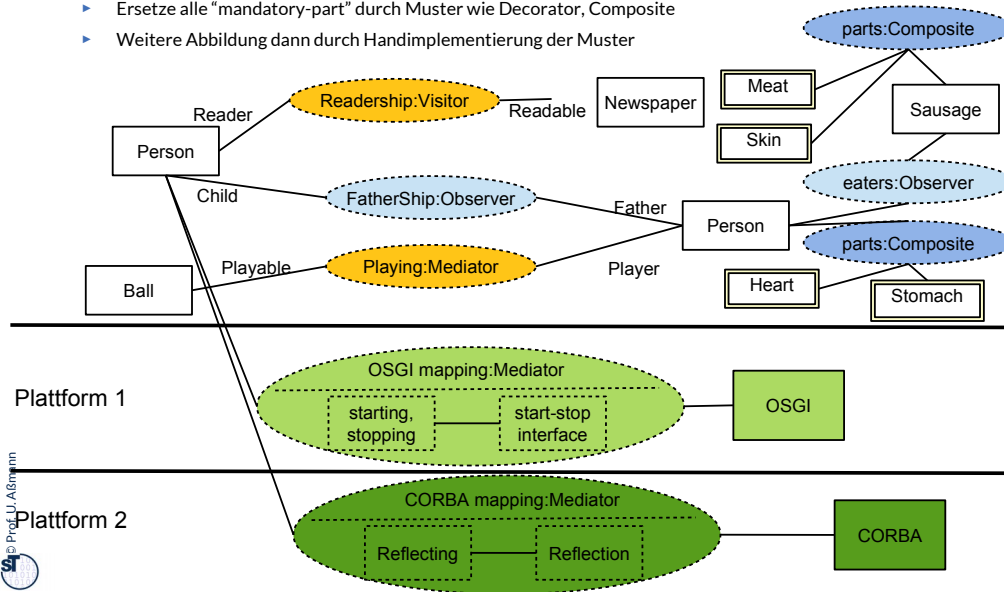 Ersetze alle “mandatory-part” durch Muster wie Decorator, Composite
Weitere Abbildung dann durch Handimplementierung der Muster
parts:Composite
Meat
Skin
Sausage
Reader
Readership:Visitor
Readable
Newspaper
Person
Child
FatherShip:Observer
Father
Person
eaters:Observer
parts:Composite
Heart
Stomach
Ball
Playable
Playing:Mediator
Player
Plattform 1
OSGI mapping:Mediator
starting,
stopping
start-stop
interface
OSGI
Plattform 2
CORBA mapping:Mediator
Reflecting
Reflection
CORBA
© Prof. U. Aßmann
ST